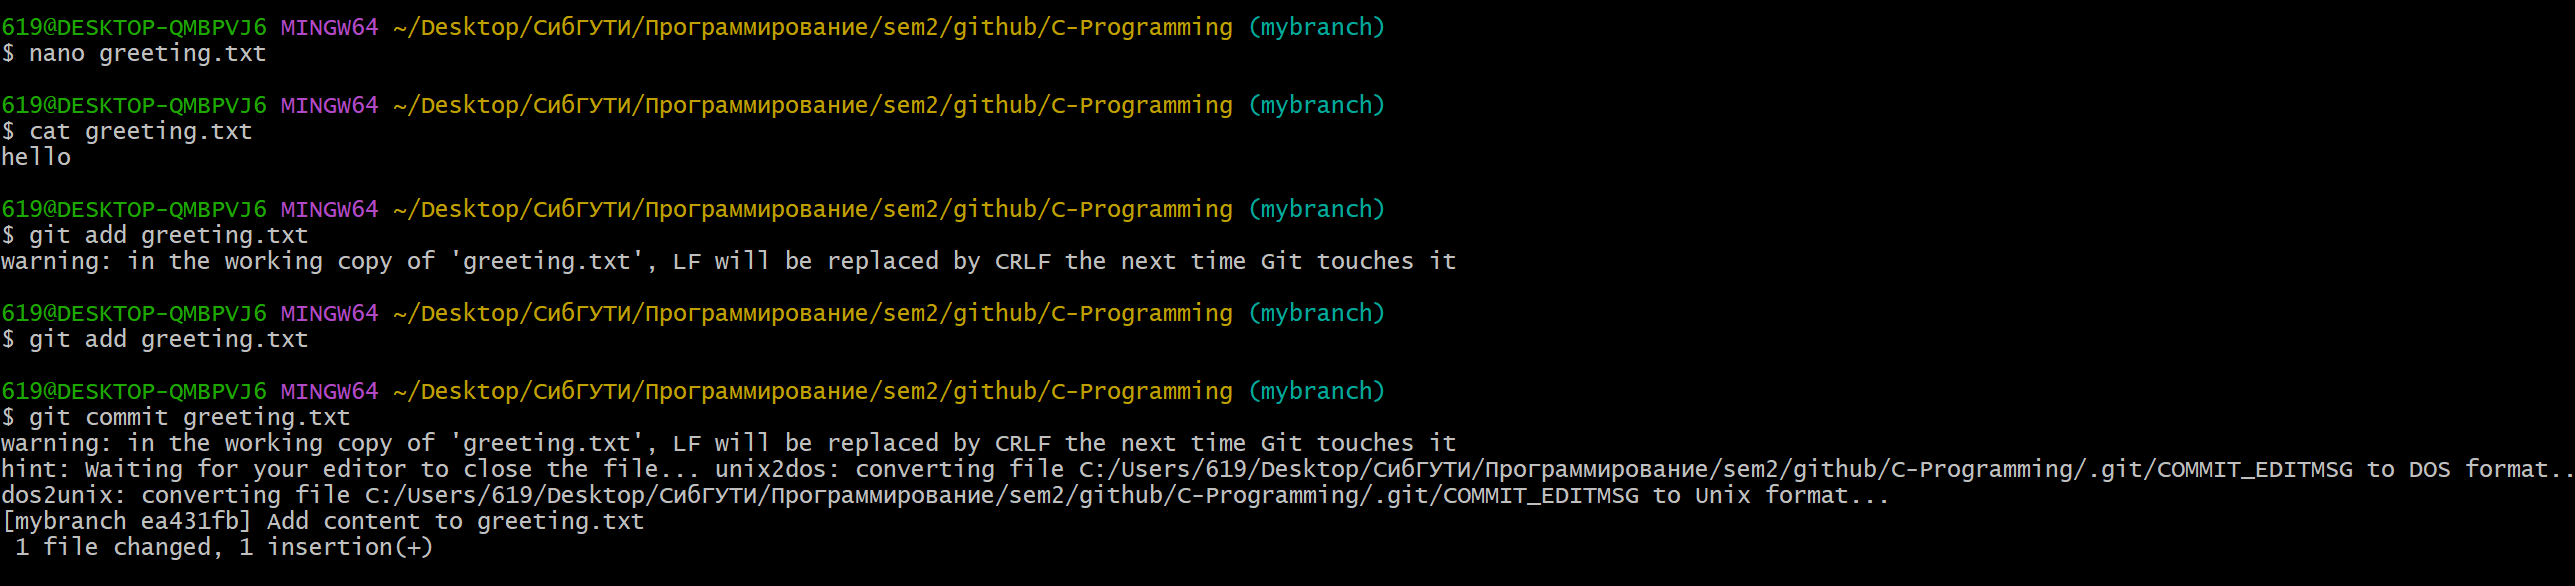 619@DESKTOP-QMBPVJ6 MINGW64 ~/Desktop/СибГУТИ/Программирование/sem2/github/C-Programming (mybranch)
$ nano greeting.txt
619@DESKTOP-QMBPVJ6 MINGW64 ~/Desktop/СибГУТИ/Программирование/sem2/github/C-Programming (mybranch)
$ cat greeting.txt
hello
619@DESKTOP-QMBPVJ6 MINGW64 ~/Desktop/СибГУТИ/Программирование/sem2/github/C-Programming (mybranch)
$ git add greeting.txt
warning: in the working copy of 'greeting.txt', LF will be replaced by CRLF the next time Git touches it
619@DESKTOP-QMBPVJ6 MINGW64 ~/Desktop/СибГУТИ/Программирование/sem2/github/C-Programming (mybranch)
$ git add greeting.txt
619@DESKTOP-QMBPVJ6 MINGW64 ~/Desktop/СибГУТИ/Программирование/sem2/github/C-Programming (mybranch)
$ git commit greeting.txt
warning: in the working copy of 'greeting.txt', LF will be replaced by CRLF the next time Git touches it
hint: Waiting for your editor to close the file... unix2dos: converting file C:/Users/619/Desktop/СибГУТИ/Программирование/sem2/github/C-Programming/.git/COMMIT_EDITMSG to DOS format..
dos2unix: converting file C:/Users/619/Desktop/СибГУТИ/Программирование/sem2/github/C-Programming/.git/COMMIT_EDITMSG to Unix format...
[mybranch ea431fb] Add content to greeting.txt
 1 file changed, 1 insertion(+)